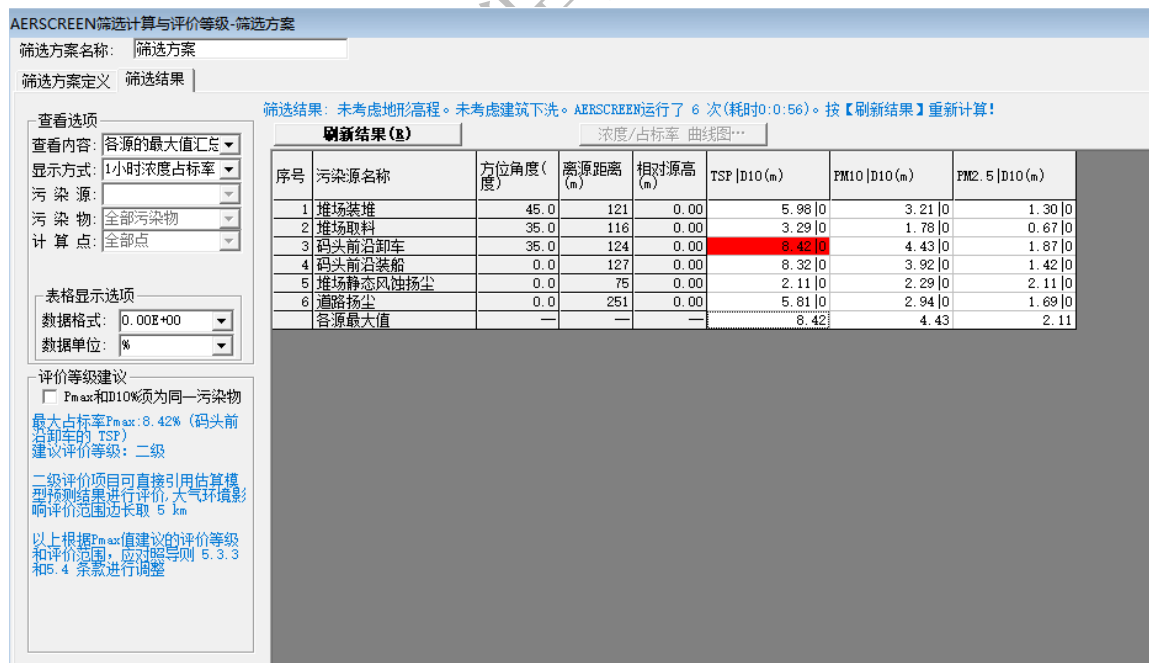 AERSCREEN筛选计算与评价等级-筛选方案
筛选方案名称: 筛选方案
筛选方案定义 筛选结果
筛选结果: 未考虑地形高程。未考虑建筑下洗。AERSCREEN运行了 6 次(耗时0:0:56)。按【刷新结果】重新计算!
查看选项
查看内容: 各源的最大值汇总
显示方式: 1小时浓度占标率
污 染 源:
污 染 物: 全部污染物
计 算 点: 全部点
表格显示选项
数据格式: 0.00E+00
数据单位: %
评价等级建议
Pmax和D10%须为同一污染物
最大占标率Pmax:8.42% (码头前
沿卸车的 TSP)
建议评价等级: 二级
二级评价项目可直接引用估算模
型预测结果进行评价,大气环境影
响评价范围边长取 5 km
以上根据Pmax值建议的评价等级
和评价范围,应对照导则 5.3.3
和5.4 条款进行调整
刷新结果(R) 浓度/占标率 曲线图…
序号 污染源名称 方位角度(度) 离源距离(m) 相对源高(m) TSP|D10(m) PM10|D10(m) PM2.5|D10(m)
1 堆场装堆 45.0 121 0.00 5.98|0 3.21|0 1.30|0
2 堆场取料 35.0 116 0.00 3.29|0 1.78|0 0.67|0
3 码头前沿卸车 35.0 124 0.00 8.42|0 4.43|0 1.87|0
4 码头前沿装船 0.0 127 0.00 8.32|0 3.92|0 1.42|0
5 堆场静态风蚀扬尘 0.0 75 0.00 2.11|0 2.29|0 2.11|0
6 道路扬尘 0.0 251 0.00 5.81|0 2.94|0 1.69|0
各源最大值 — — — 8.42 4.43 2.11